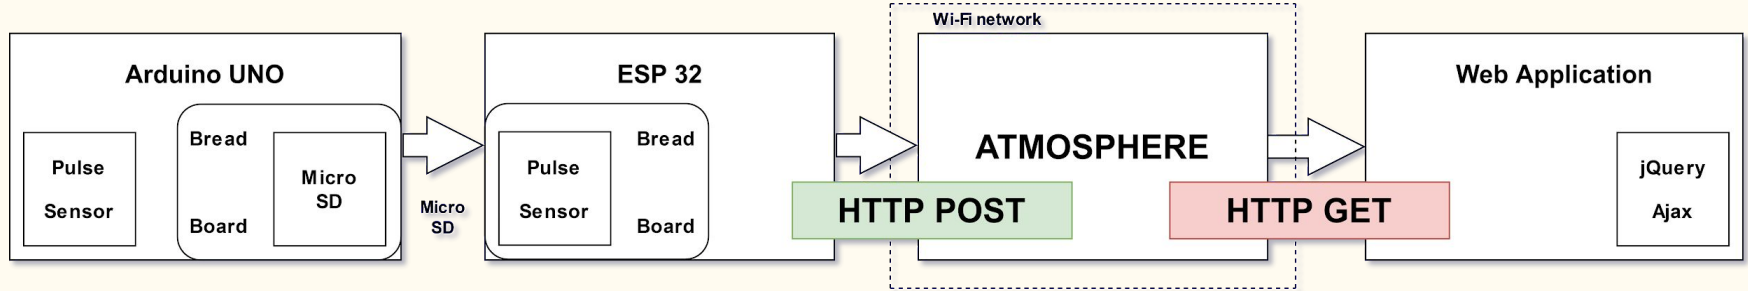 Wi-Fi network
Arduino UNO
Pulse
Sensor
Bread
Board
Micro
SD
Micro
SD
ESP 32
Pulse
Sensor
Bread
Board
HTTP POST
ATMOSPHERE
HTTP GET
Web Application
jQuery
Ajax